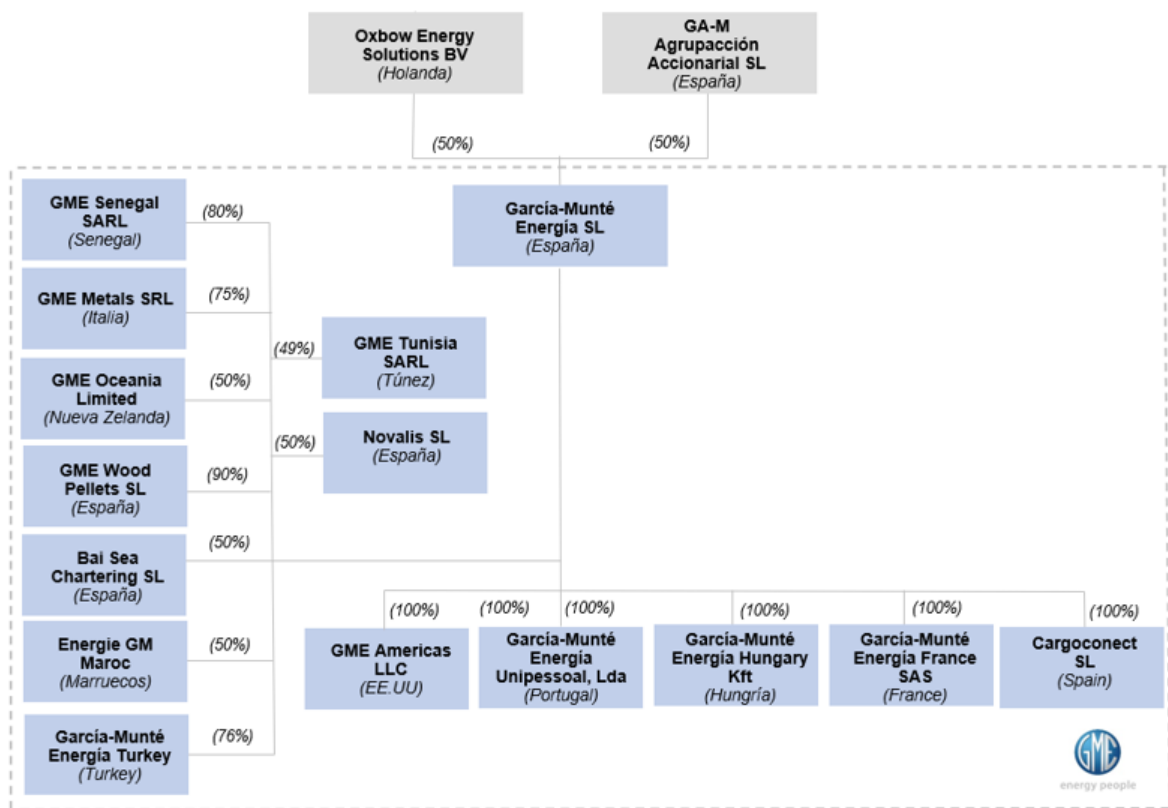 Oxbow Energy
Solutions BV
(Holanda)
GA-M
Agrupacción
Accionarial SL
(España)
(50%)
(50%)
García-Munté
Energía SL
(España)
GME Senegal
SARL
(Senegal)
(80%)
GME Metals SRL
(Italia)
(75%)
GME Tunisia
SARL
(Túnez)
(49%)
GME Oceania
Limited
(Nueva Zelanda)
(50%)
Novalis SL
(España)
(50%)
GME Wood
Pellets SL
(España)
(90%)
Bai Sea
Chartering SL
(España)
(50%)
Energie GM
Maroc
(Marruecos)
(50%)
García-Munté
Energía Turkey
(Turkey)
(76%)
(100%)
(100%)
(100%)
(100%)
(100%)
(100%)
GME Americas
LLC
(EE.UU)
García-Munté
Energía
Unipessoal, Lda
(Portugal)
García-Munté
Energía Hungary
Kft
(Hungría)
García-Munté
Energía France
SAS
(France)
Cargoconect
SL
(Spain)
GME
energy people